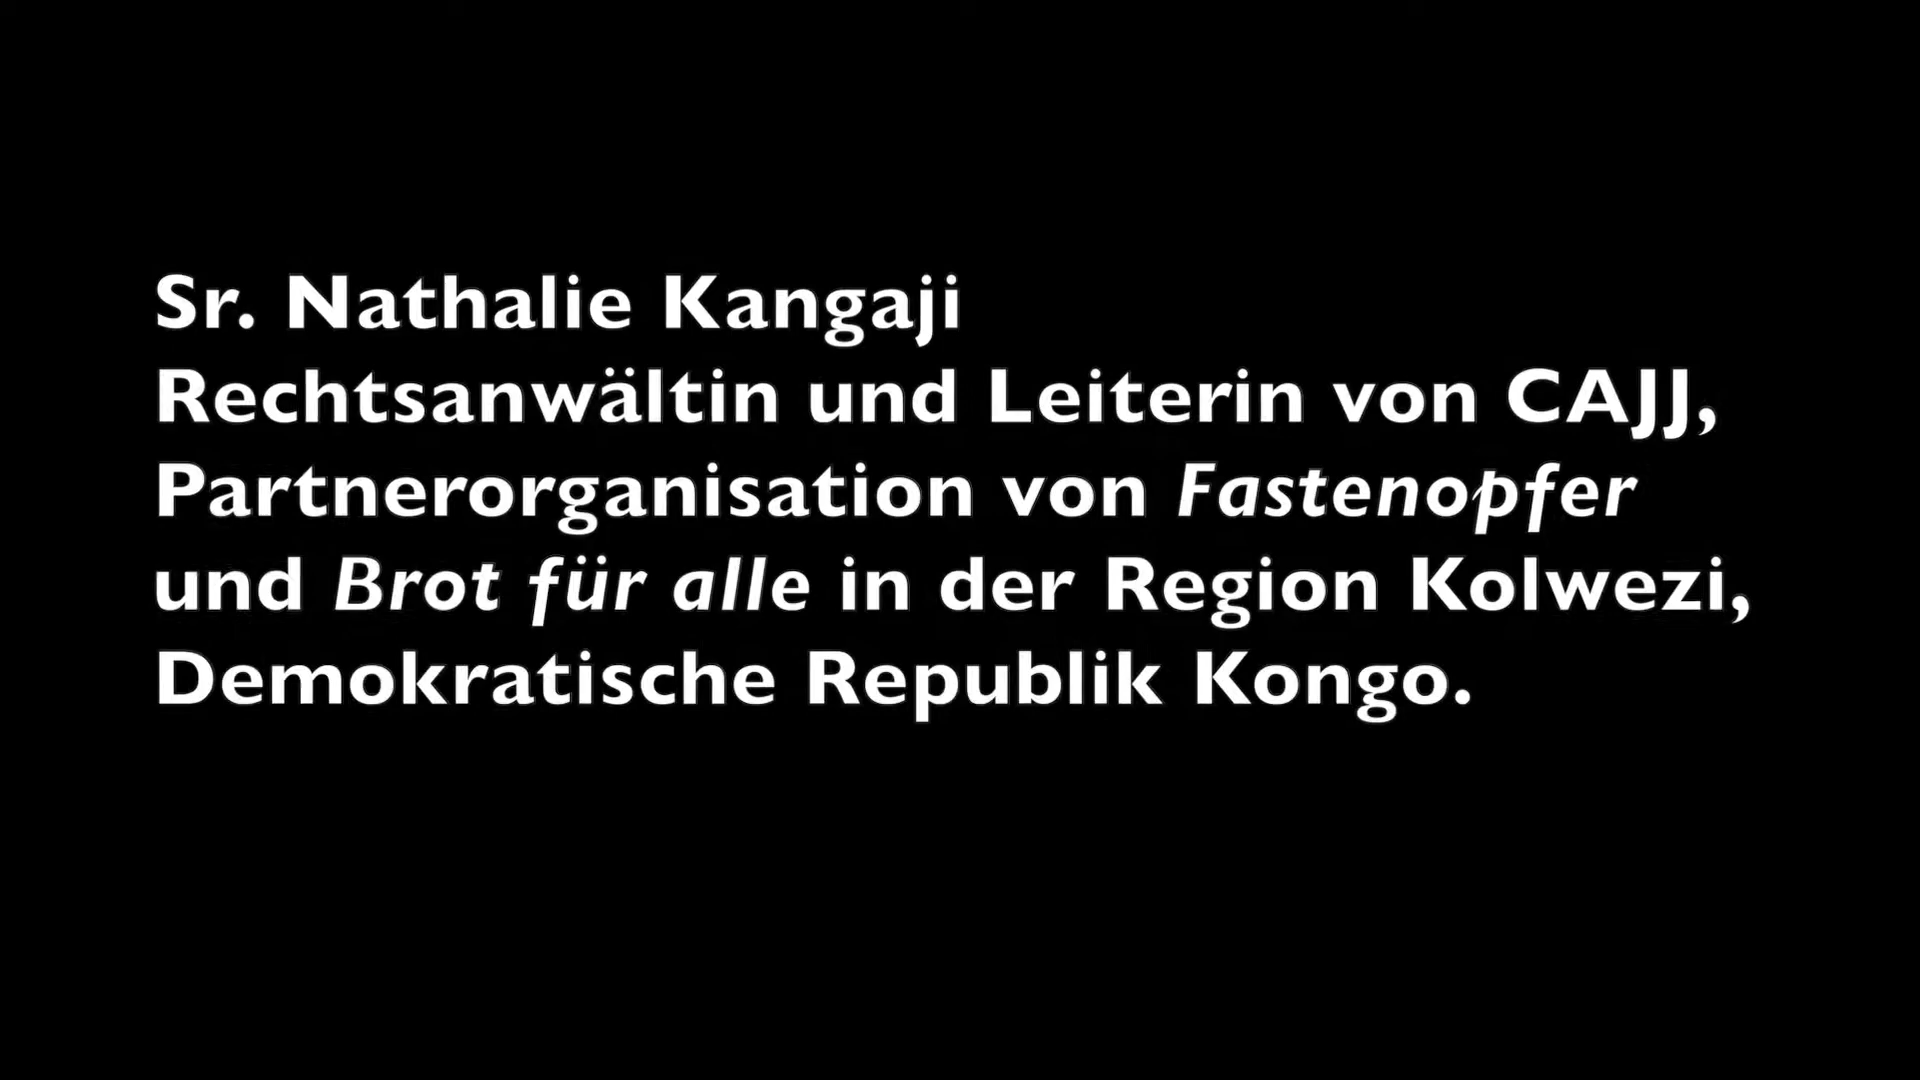 Sr. Nathalie Kangaji
Rechtsanwältin und Leiterin von CAJJ,
Partnerorganisation von Fastenopfer
und Brot für alle in der Region Kolwezi,
Demokratische Republik Kongo.